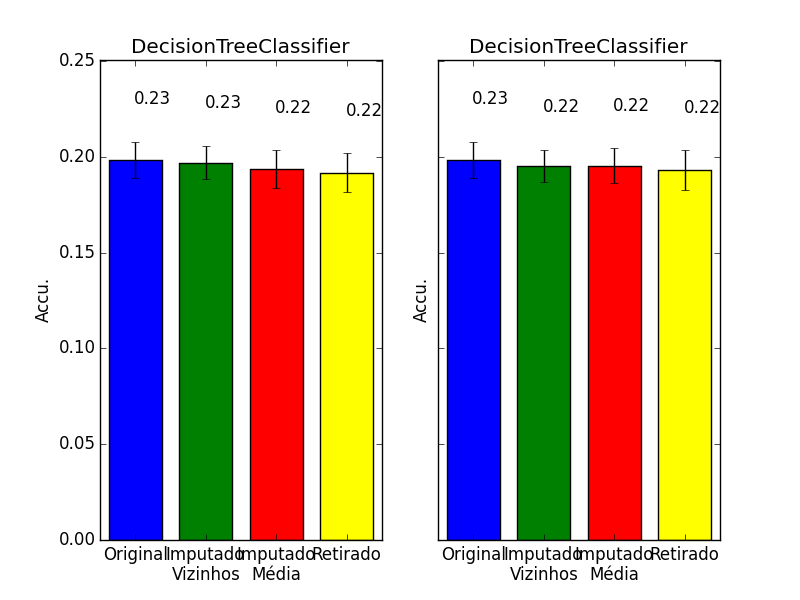 DecisionTreeClassifier
0.25
0.20
0.15
0.10
0.05
0.00
Accu.
0.23
0.23
0.22
0.22
Original
Imputado
Vizinhos
Imputado
Média
Retirado
DecisionTreeClassifier
Accu.
0.23
0.22
0.22
0.22
Original
Imputado
Vizinhos
Imputado
Média
Retirado